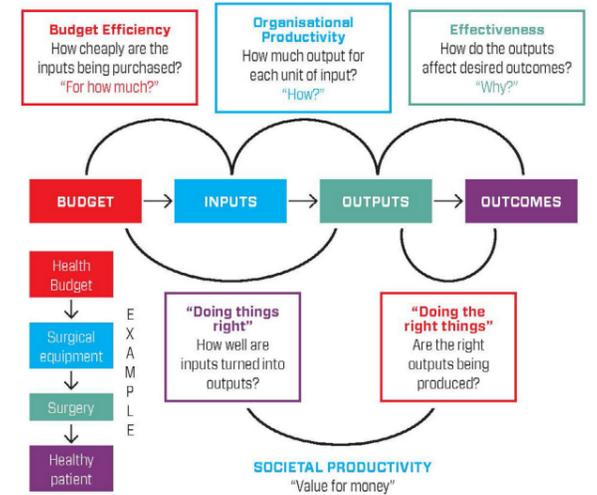 Budget Efficiency
How cheaply are the
inputs being purchased?
“For how much?”
Organisational
Productivity
How much output for
each unit of input?
“How?”
Effectiveness
How do the outputs
affect desired outcomes?
“Why?”
BUDGET
INPUTS
OUTPUTS
OUTCOMES
Health
Budget
Surgical
equipment
Surgery
Healthy
patient
E
X
A
M
P
L
E
“Doing things
right”
How well are
inputs turned into
outputs?
“Doing the
right things”
Are the right
outputs being
produced?
SOCIETAL PRODUCTIVITY
“Value for money”